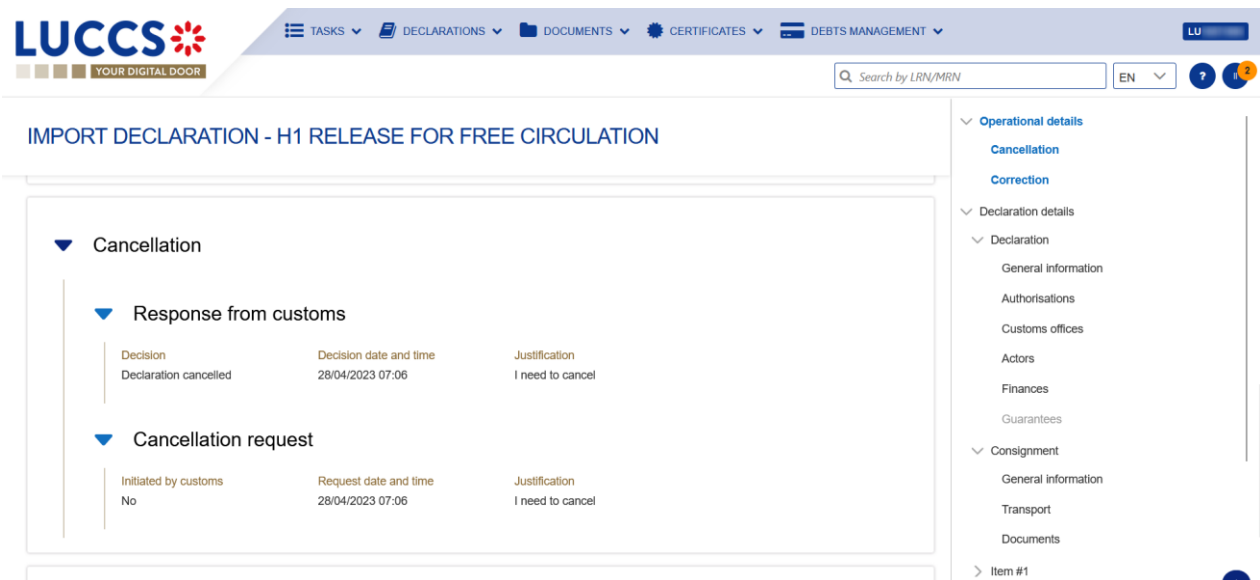 LUCCS
YOUR DIGITAL DOOR
TASKS DECLARATIONS DOCUMENTS CERTIFICATES DEBTS MANAGEMENT LU
Search by LRN/MRN EN ? 2
IMPORT DECLARATION - H1 RELEASE FOR FREE CIRCULATION
Cancellation
Response from customs
Decision Decision date and time Justification
Declaration cancelled 28/04/2023 07:06 I need to cancel
Cancellation request
Initiated by customs Request date and time Justification
No 28/04/2023 07:06 I need to cancel
Operational details
Cancellation
Correction
Declaration details
Declaration
General information
Authorisations
Customs offices
Actors
Finances
Guarantees
Consignment
General information
Transport
Documents
Item #1